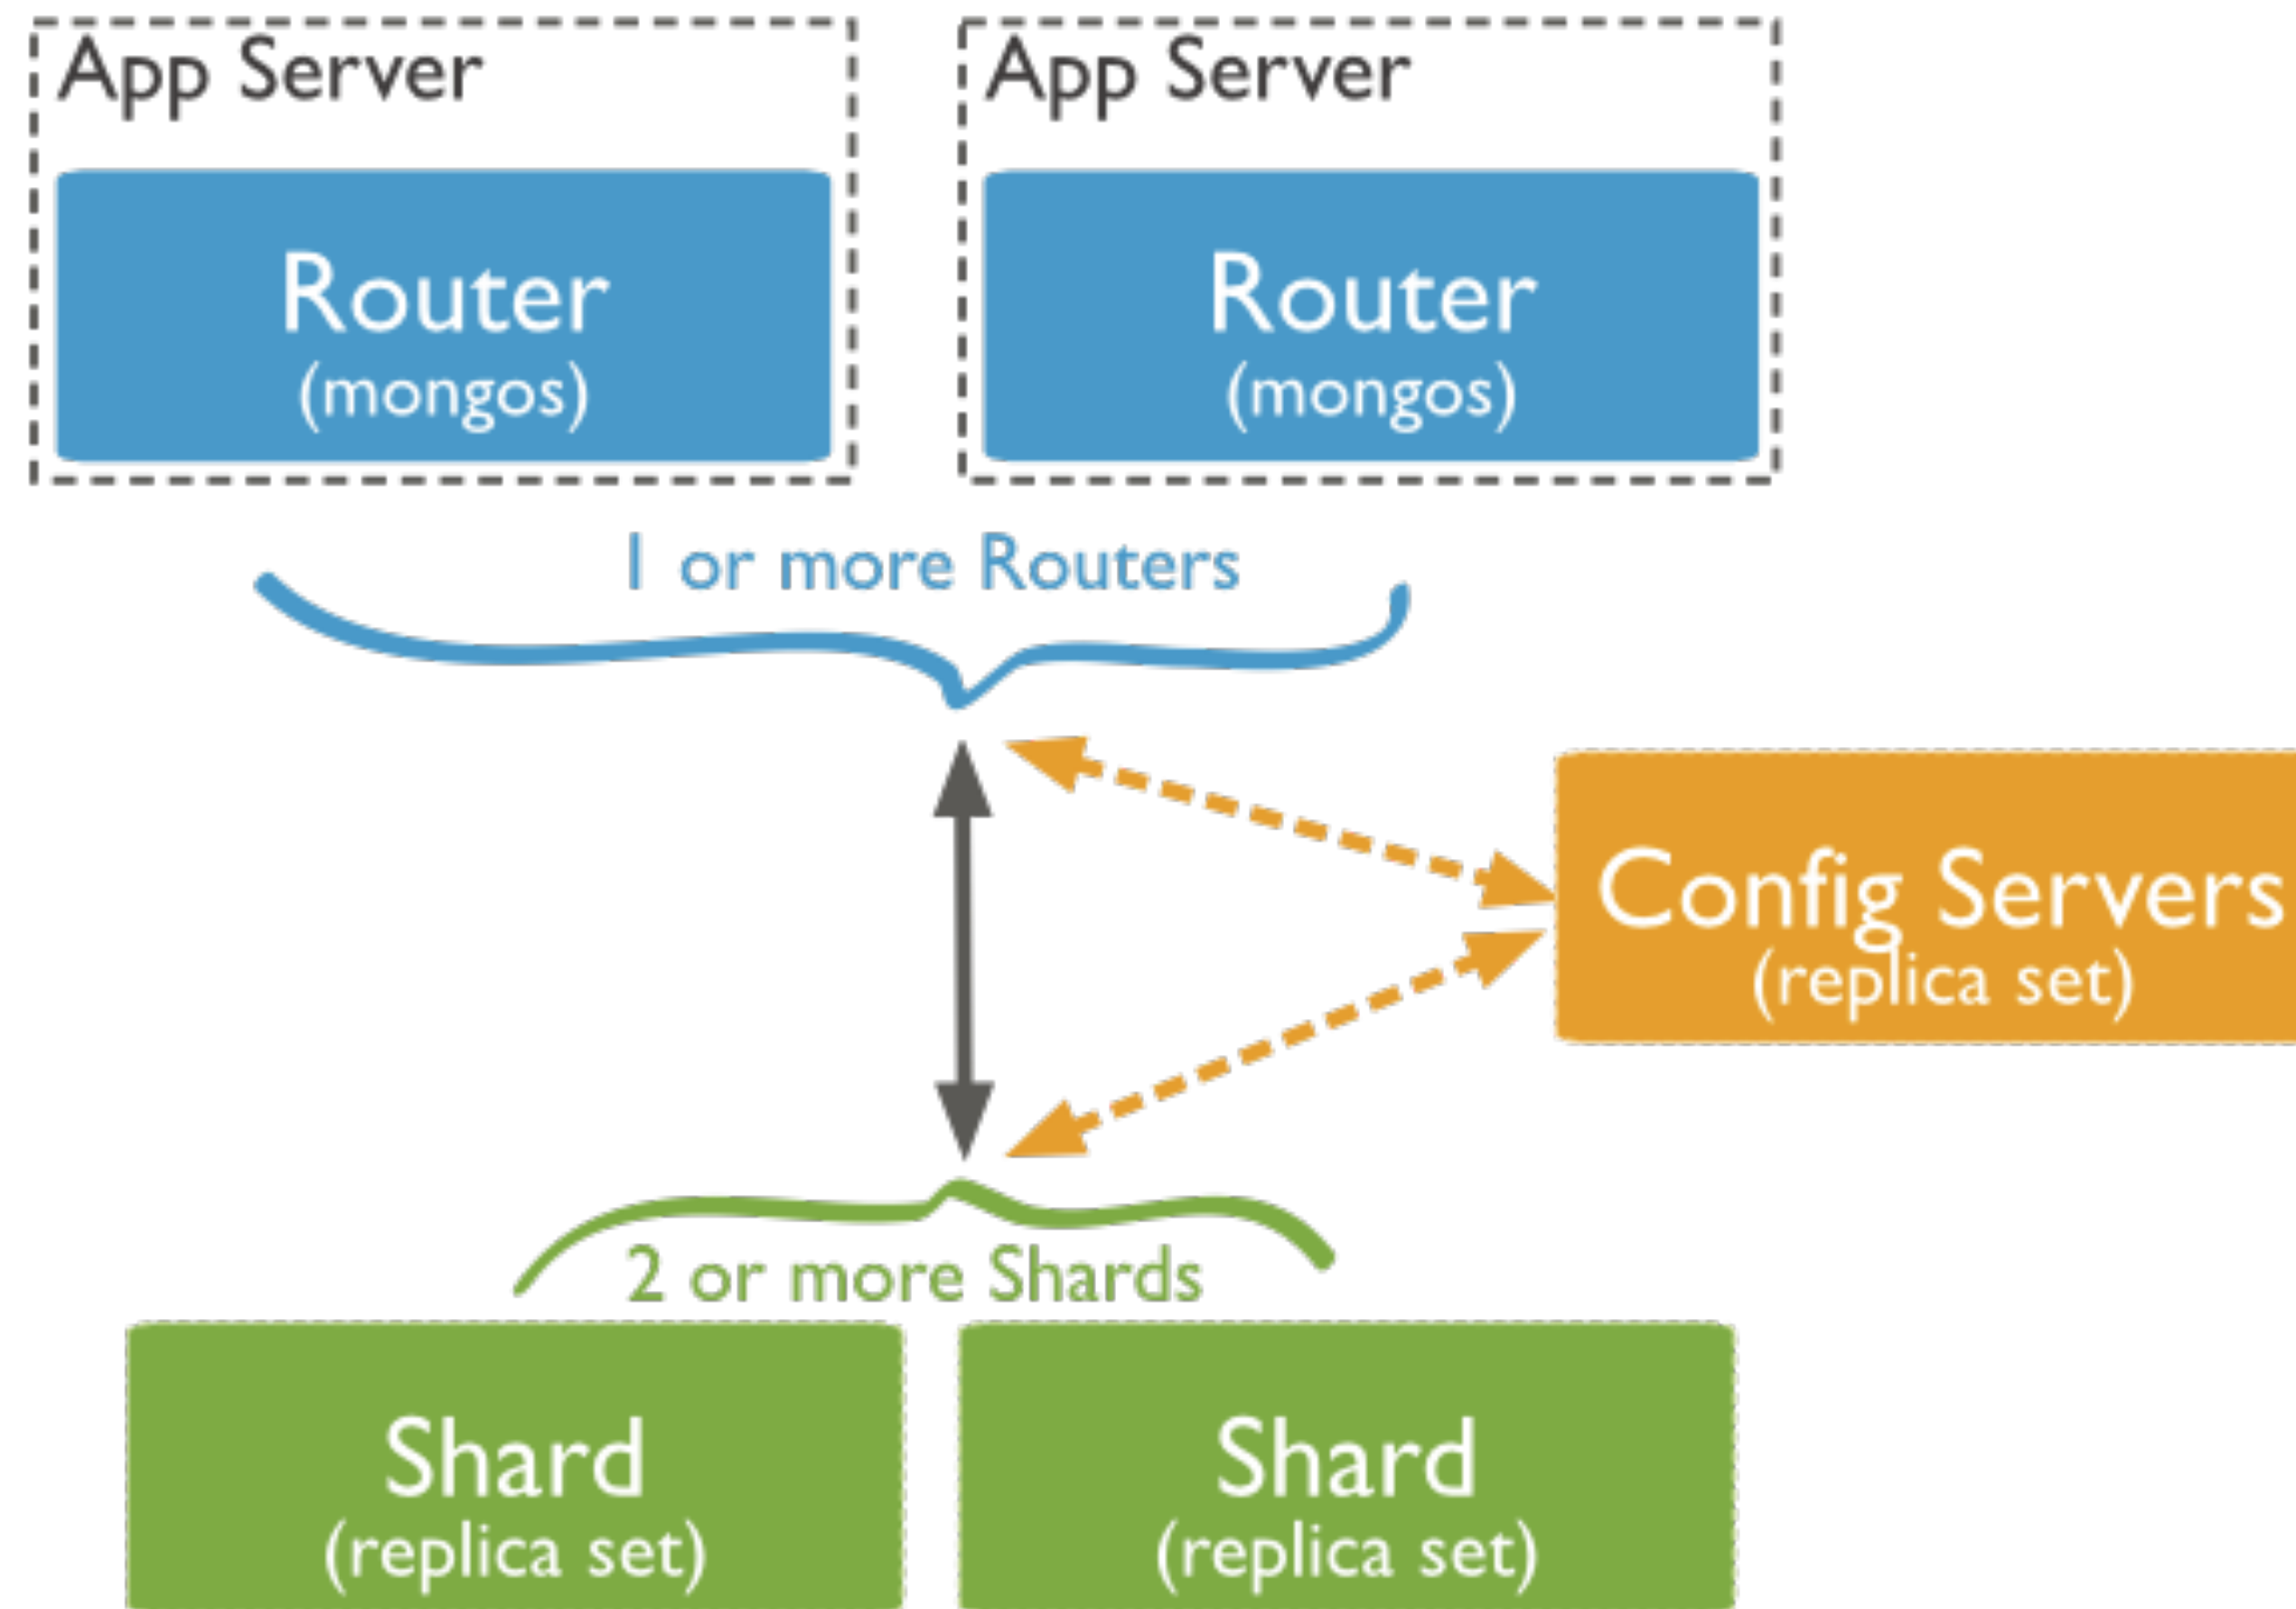 App Server
App Server
Router
(mongos)
Router
(mongos)
1 or more Routers
Config Servers
(replica set)
2 or more Shards
Shard
(replica set)
Shard
(replica set)